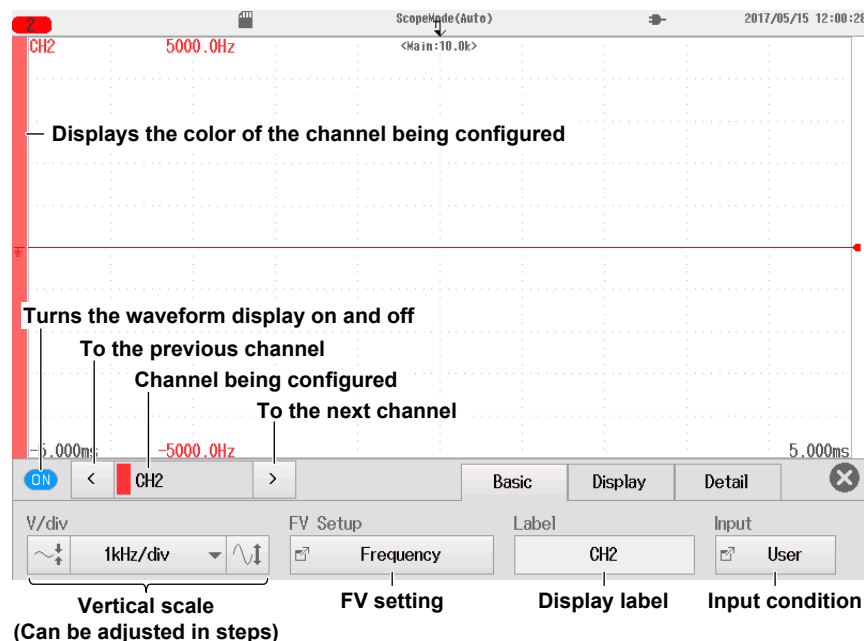 2 ScopeMode(Auto) 2017/05/15 12:00:28
CH2 5000.0Hz <Main:10.0k>
Displays the color of the channel being configured
Turns the waveform display on and off
To the previous channel
Channel being configured
To the next channel
-5.000ms -5000.0Hz 5.000ms
ON < CH2 > Basic Display Detail
V/div FV Setup Label Input
1kHz/div Frequency CH2 User
Vertical scale FV setting Display label Input condition
(Can be adjusted in steps)